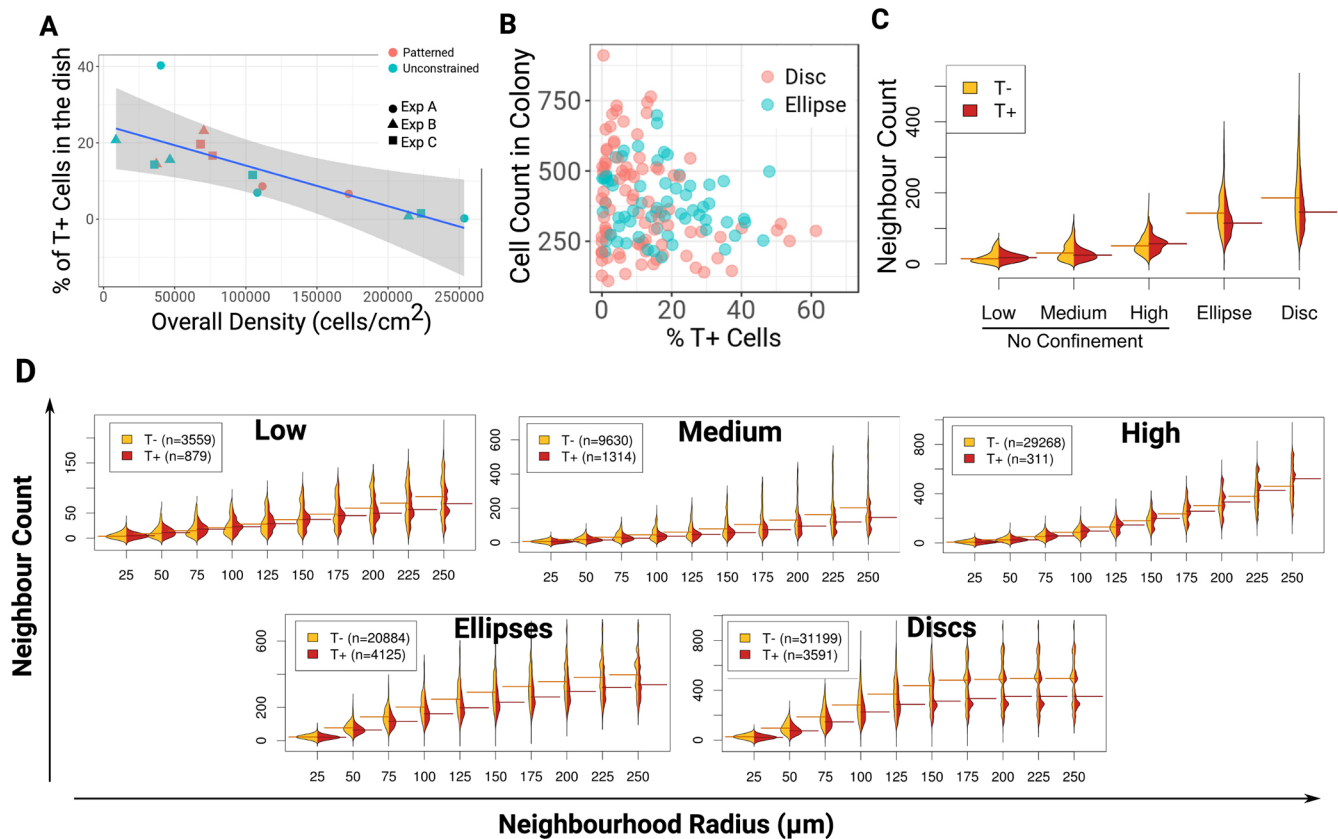 A
% of T+ Cells in the dish
40
20
0
0 50000 100000 150000 200000 250000
Overall Density (cells/cm2)
Patterned
Unconstrained
Exp A
Exp B
Exp C
B
Cell Count in Colony
750
500
250
0 20 40 60
% T+ Cells
Disc
Ellipse
C
Neighbour Count
400
200
0
T-
T+
Low Medium High Ellipse Disc
No Confinement
D
Neighbour Count
Low
T- (n=3559)
T+ (n=879)
150
50
0
25 50 75 100 125 150 175 200 225 250
Medium
T- (n=9630)
T+ (n=1314)
600
400
200
0
25 50 75 100 125 150 175 200 225 250
High
T- (n=29268)
T+ (n=311)
800
400
0
25 50 75 100 125 150 175 200 225 250
Ellipses
T- (n=20884)
T+ (n=4125)
600
200
0
25 50 75 100 125 150 175 200 225 250
Discs
T- (n=31199)
T+ (n=3591)
800
400
0
25 50 75 100 125 150 175 200 225 250
Neighbourhood Radius (µm)